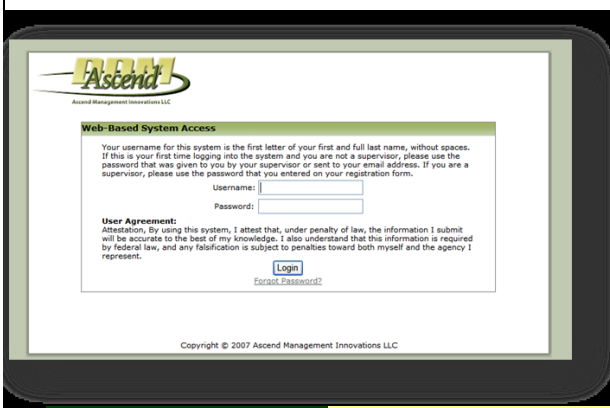 Ascend
Ascend Management Innovations LLC
Web-Based System Access
Your username for this system is the first letter of your first and full last name, without spaces.
If this is your first time logging into the system and you are not a supervisor, please use the
password that was given to you by your supervisor or sent to your email address. If you are a
supervisor, please use the password that you entered on your registration form.
Username:
Password:
User Agreement:
Attestation, By using this system, I attest that, under penalty of law, the information I submit
will be accurate to the best of my knowledge. I also understand that this information is required
by federal law, and any falsification is subject to penalties toward both myself and the agency I
represent.
Login
Forgot Password?
Copyright © 2007 Ascend Management Innovations LLC